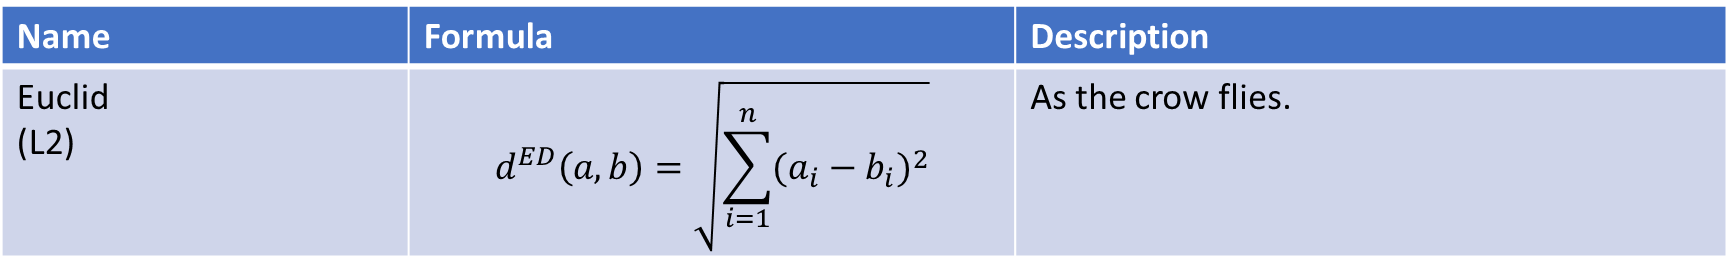 Name Formula Description
Euclid
(L2)
d^{ED}(a, b) = \sqrt{\sum_{i=1}^{n}(a_i − b_i)^2}
As the crow flies.